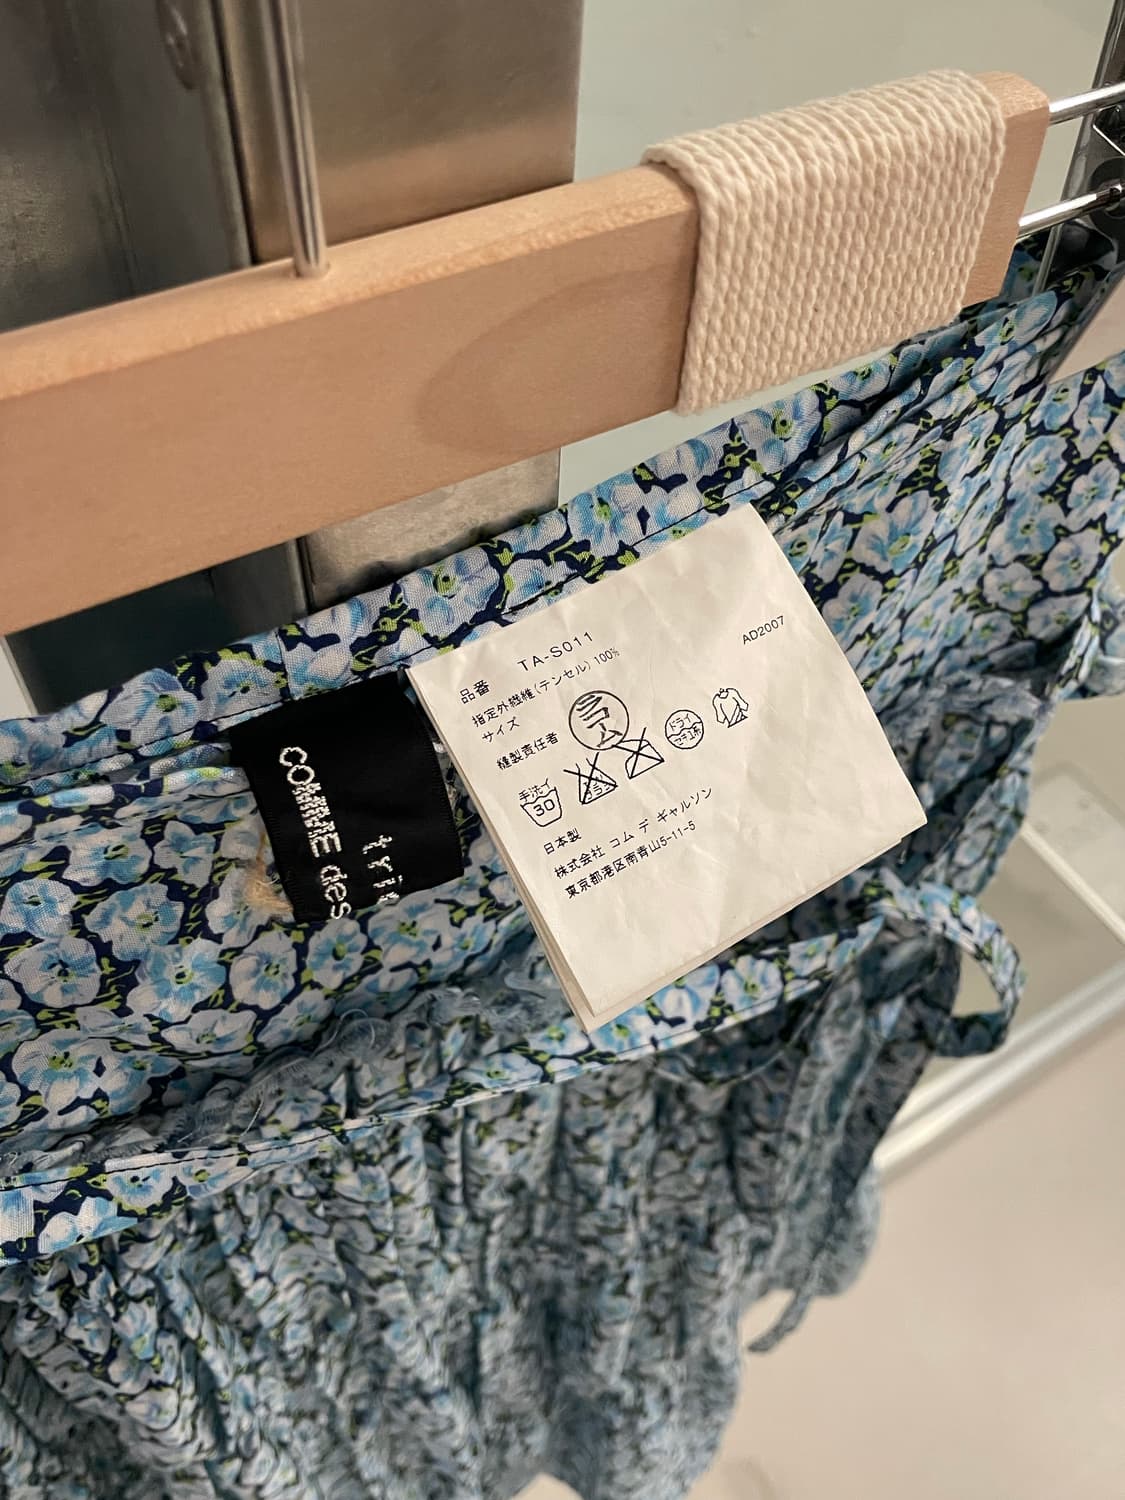 品番 TA-S011 AD2007
指定外繊維(テンセル) 100%
サイズ
縫製責任者
手洗イ
30
ドライ
日本製
株式会社 コム デ ギャルソン
東京都港区南青山5-11-5
COMME des